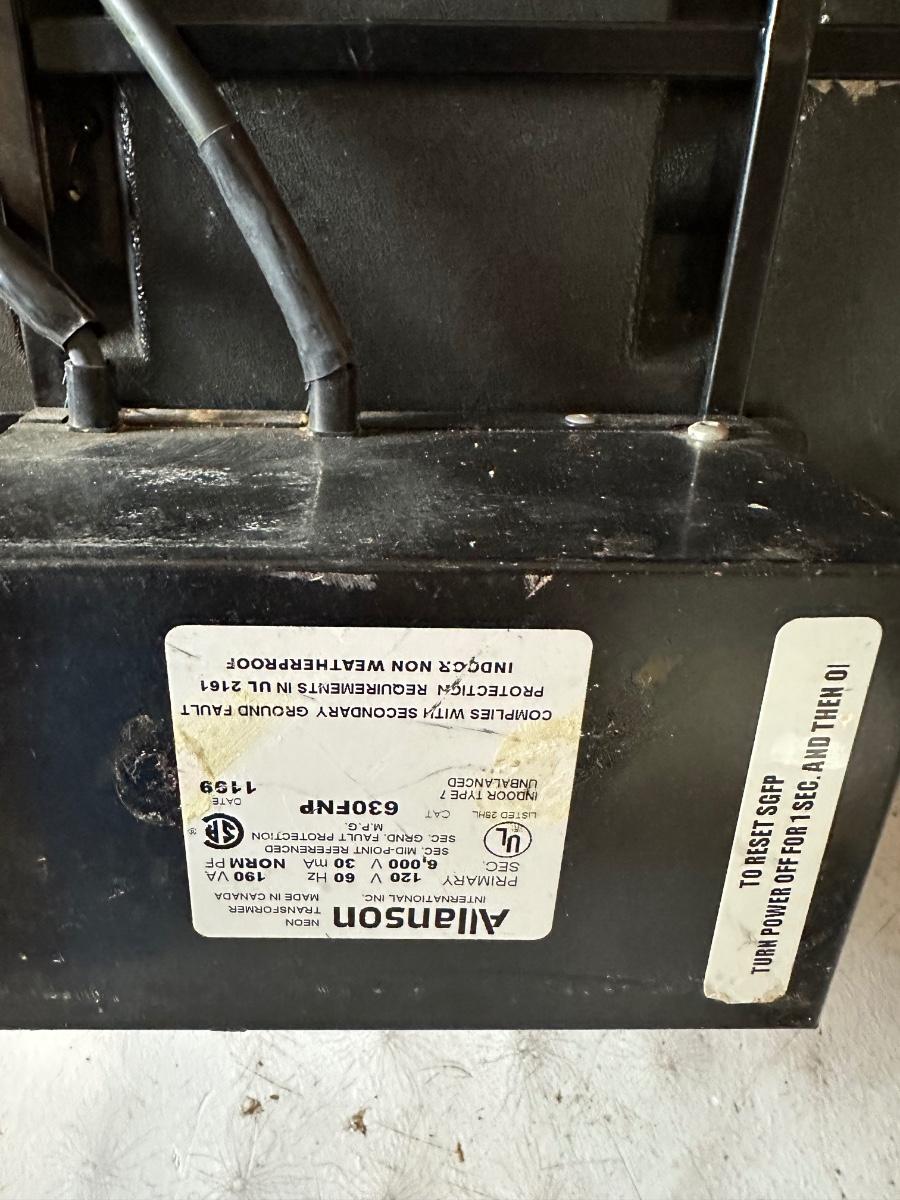 Allanson
INTERNATIONAL INC.
NEON
TRANSFORMER
MADE IN CANADA
PRIMARY 120 V 60 Hz 190 VA
SEC. 6,000 V 30 mA NORM PF
SEC. MID-POINT REFERENCED
SEC. GRND. FAULT PROTECTION
M.P.G.
UL
LISTED 25HL
CAT 630FNP
INDOOR TYPE 7
UNBALANCED
DATE
1199
COMPLIES WITH SECONDARY GROUND FAULT
PROTECTION REQUIREMENTS IN UL 2161
INDOOR NON WEATHERPROOF
TO RESET SGFP
TURN POWER OFF FOR 1 SEC. AND THEN